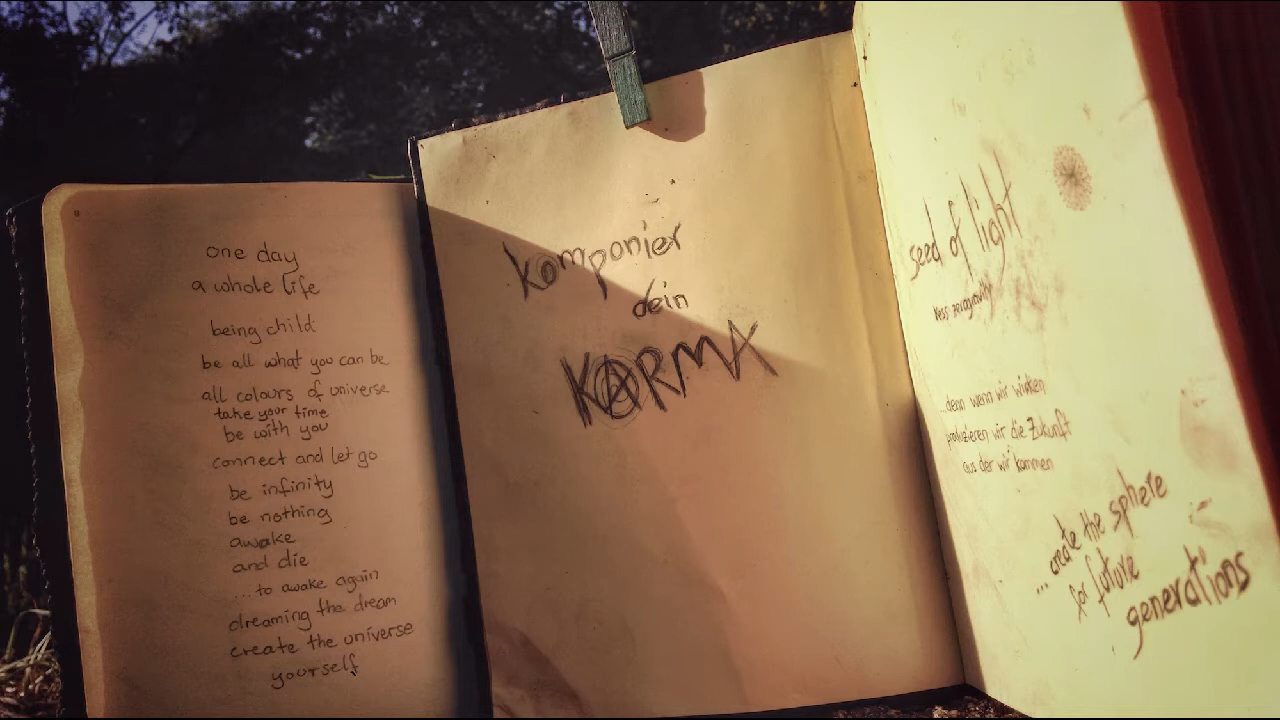 one day
a whole life
being child
be all what you can be
all colours of universe
take your time
be with you
connect and let go
be infinity
be nothing
awake
and die
...to awake again
dreaming the dream
create the universe
yourself
komponier
dein
KARMA
seed of light
zerogravity
...denn wenn wir wirken
produzieren wir die Zukunft
aus der wir kommen
...create the sphere
for future
generations